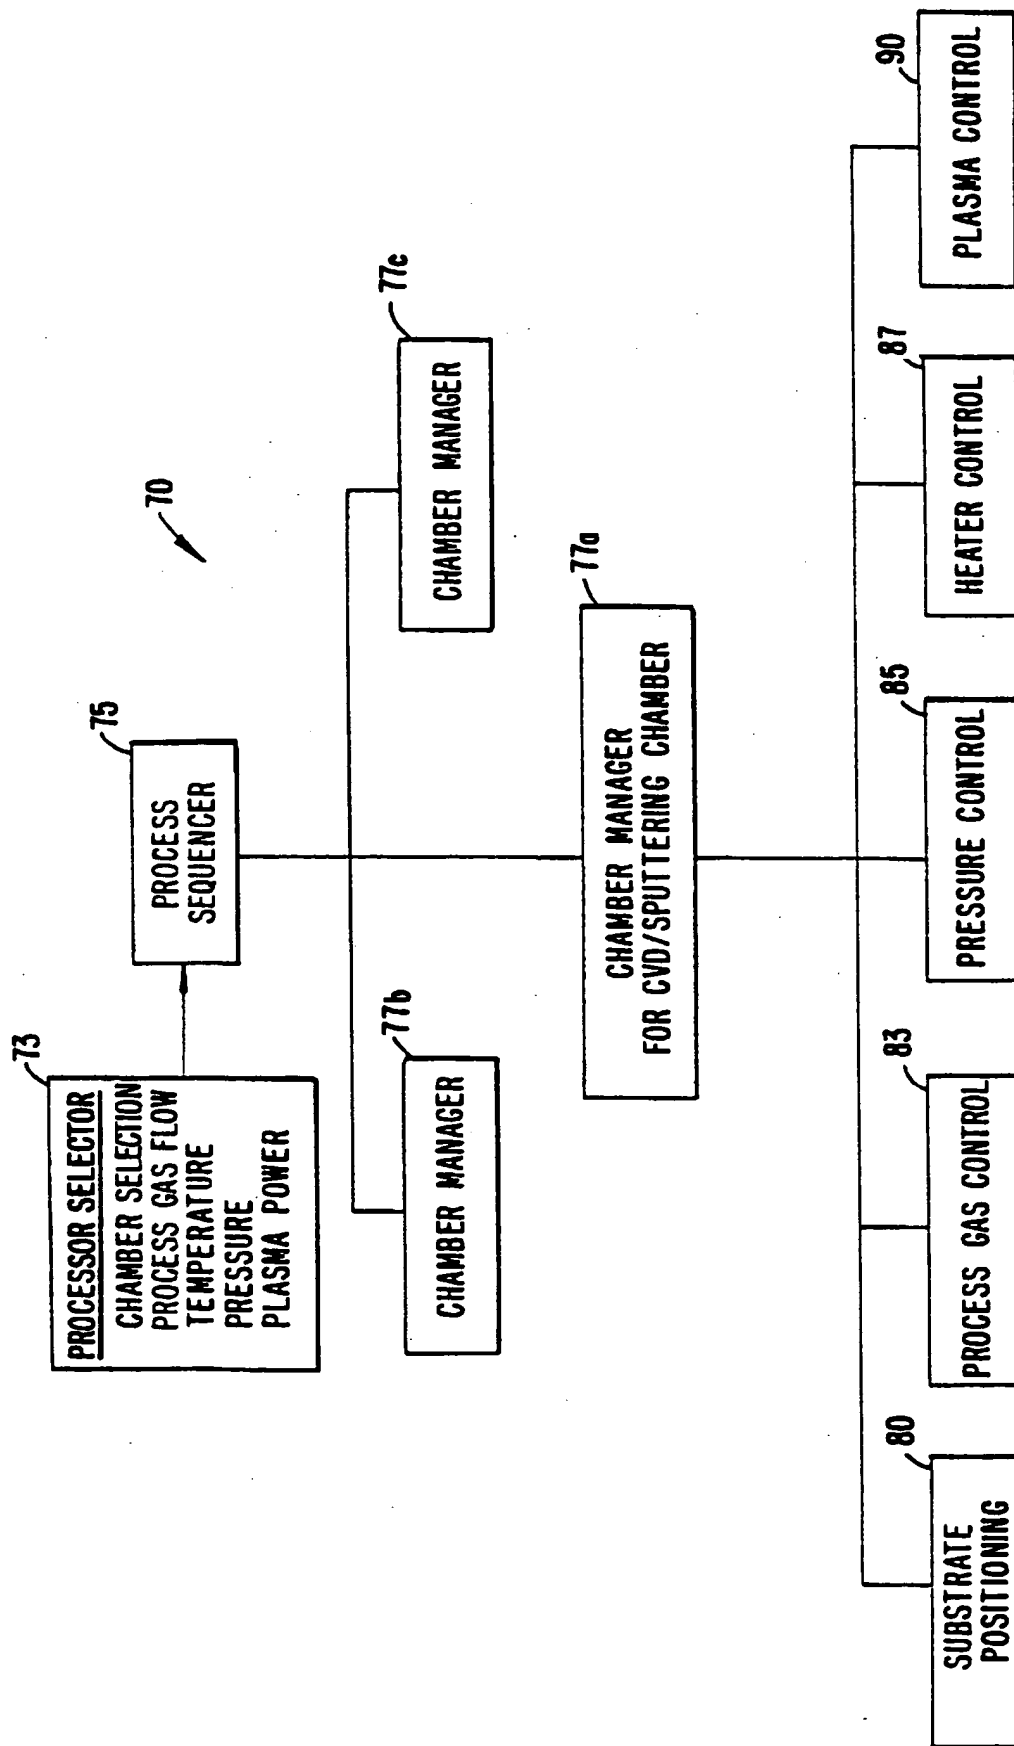 70
73
PROCESSOR SELECTOR
CHAMBER SELECTION
PROCESS GAS FLOW
TEMPERATURE
PRESSURE
PLASMA POWER
75
PROCESS
SEQUENCER
77b
CHAMBER MANAGER
77c
CHAMBER MANAGER
77a
CHAMBER MANAGER
FOR CVD/SPUTTERING CHAMBER
80
SUBSTRATE
POSITIONING
83
PROCESS GAS CONTROL
85
PRESSURE CONTROL
87
HEATER CONTROL
90
PLASMA CONTROL